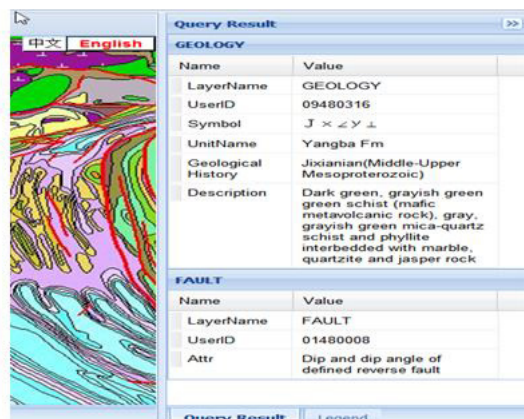 中文 English
Query Result
GEOLOGY
Name Value
LayerName GEOLOGY
UserID 09480316
Symbol J × ∠ y ⊥
UnitName Yangba Fm
Geological Jixianian(Middle-Upper
History Mesoproterozoic)
Description Dark green, grayish green
green schist (mafic
metavolcanic rock), gray,
grayish green mica-quartz
schist and phyllite
interbedded with marble,
quartzite and jasper rock
FAULT
Name Value
LayerName FAULT
UserID 01480008
Attr Dip and dip angle of
defined reverse fault
Query Result Legend